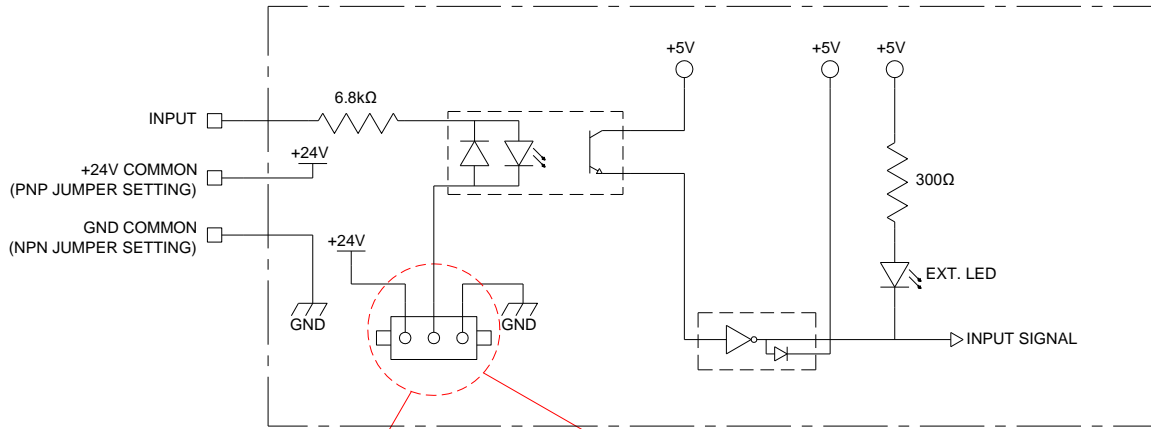 +5V
+5V
+5V
6.8kΩ
INPUT
+24V
+24V COMMON
(PNP JUMPER SETTING)
300Ω
GND COMMON
(NPN JUMPER SETTING)
+24V
EXT. LED
GND
GND
INPUT SIGNAL